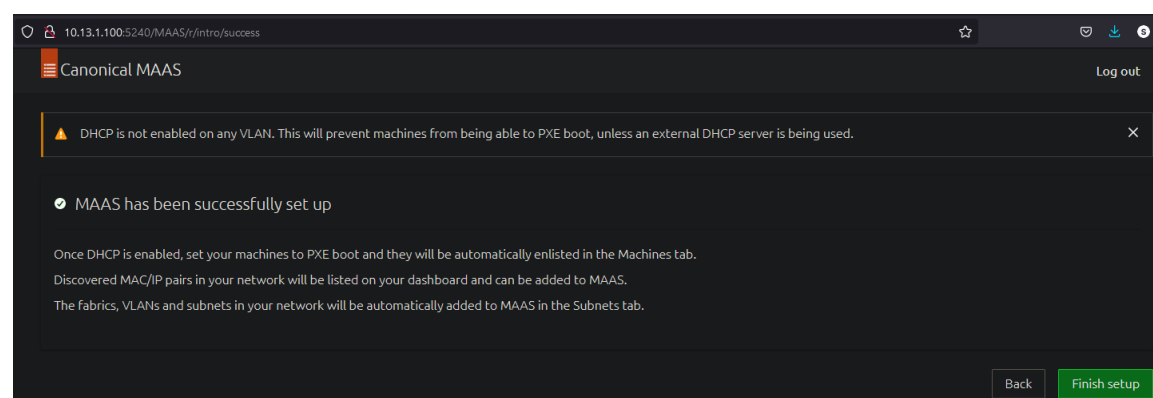 10.13.1.100:5240/MAAS/r/intro/success
S
Canonical MAAS
Log out
DHCP is not enabled on any VLAN. This will prevent machines from being able to PXE boot, unless an external DHCP server is being used.
MAAS has been successfully set up
Once DHCP is enabled, set your machines to PXE boot and they will be automatically enlisted in the Machines tab.
Discovered MAC/IP pairs in your network will be listed on your dashboard and can be added to MAAS.
The fabrics, VLANs and subnets in your network will be automatically added to MAAS in the Subnets tab.
Back
Finish setup